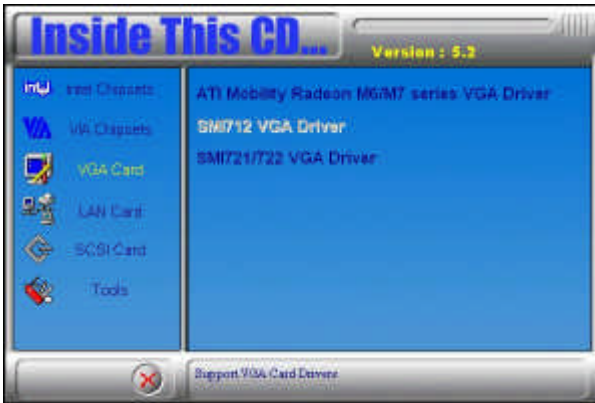 Inside This CD...
Version : 5.2
intel
Intel Chipsets
VIA
VIA Chipsets
VGA Card
LAN Card
SCSI Card
Tools
ATI Mobility Radeon M6/M7 series VGA Driver
SMI712 VGA Driver
SMI721/722 VGA Driver
Support VGA Card Drivers